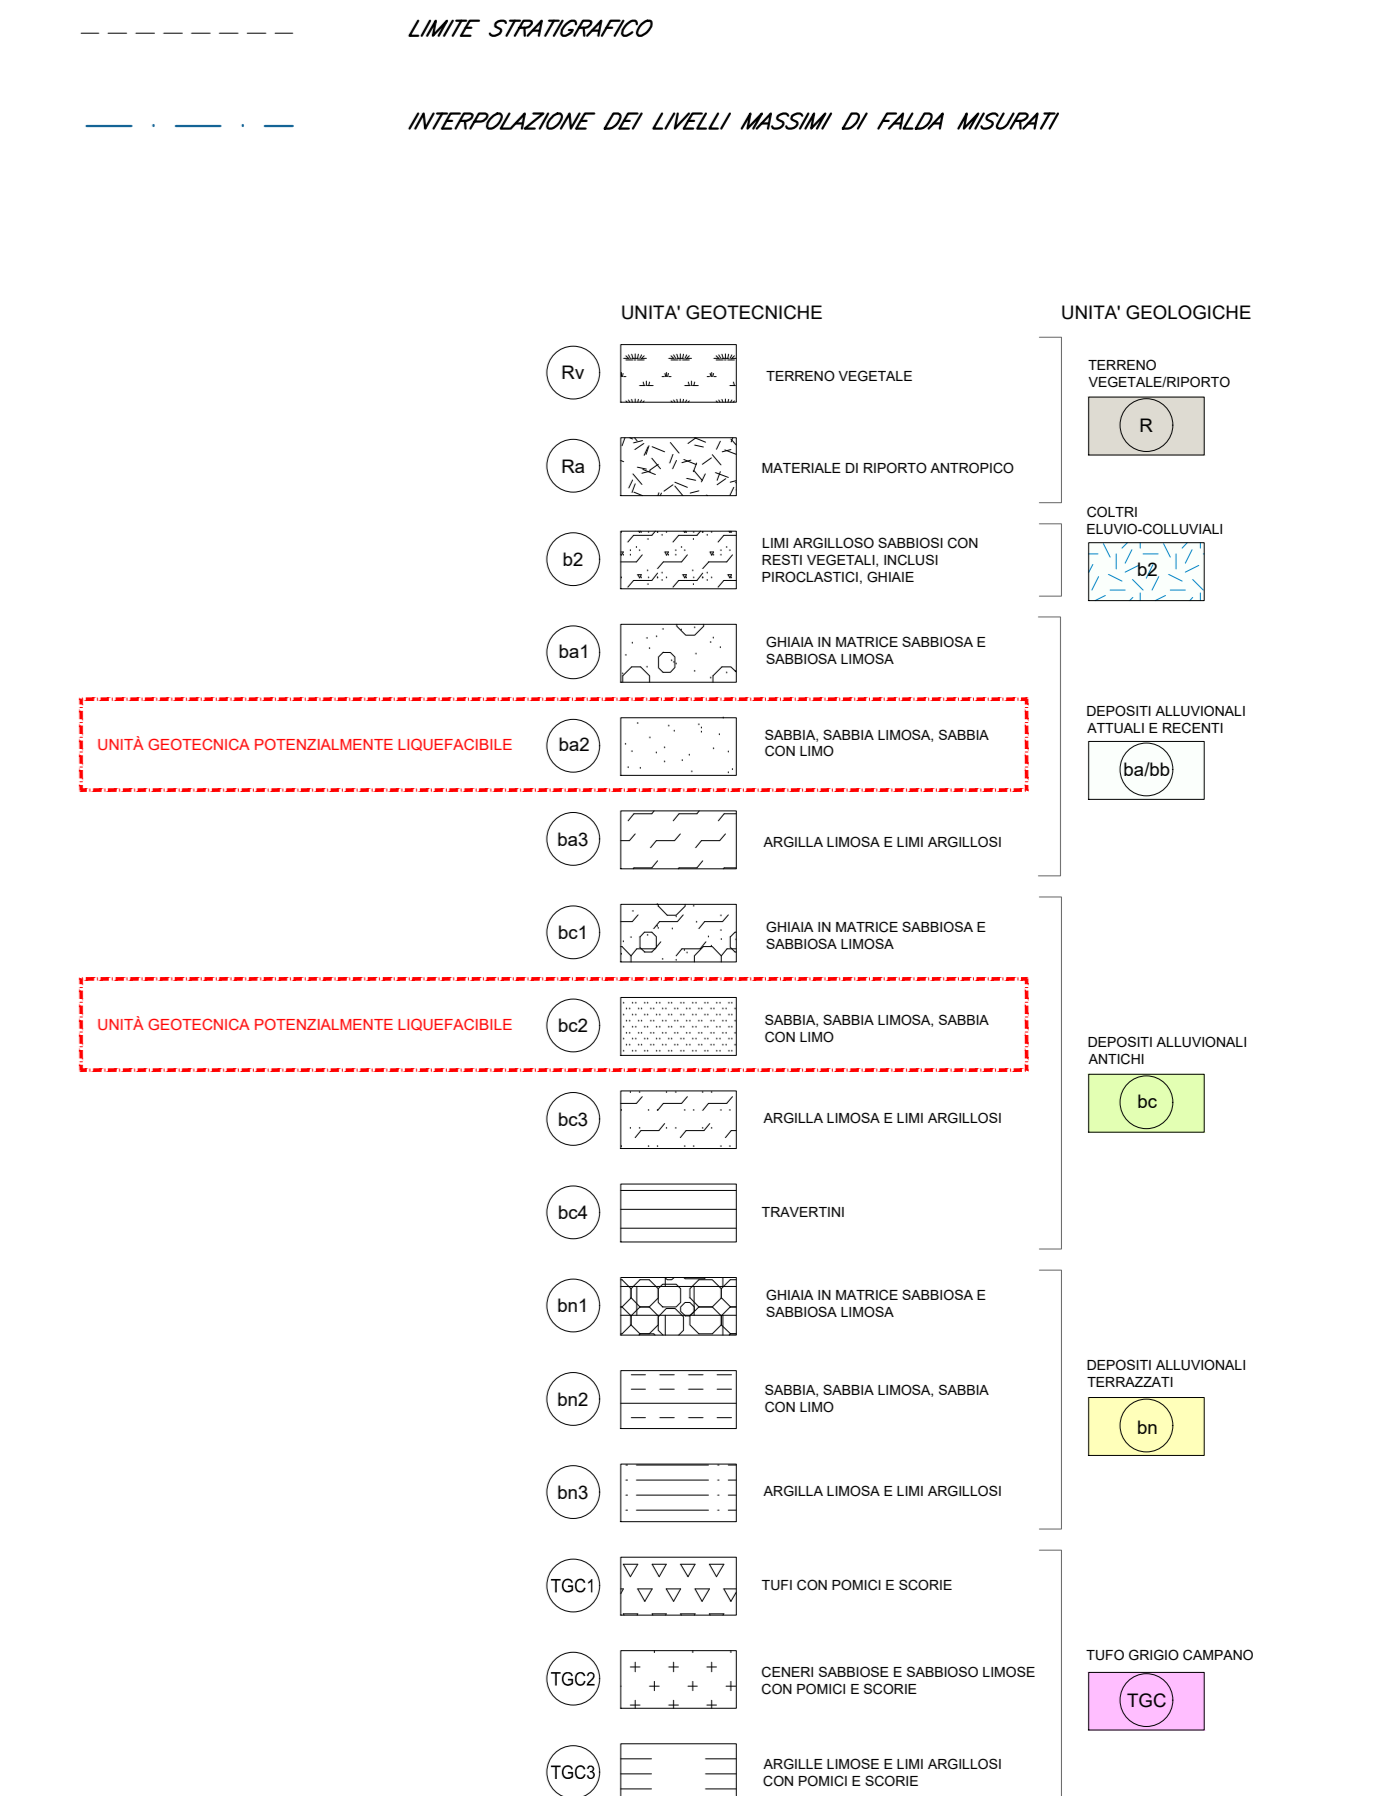 LIMITE STRATIGRAFICO
INTERPOLAZIONE DEI LIVELLI MASSIMI DI FALDA MISURATI
UNITA' GEOTECNICHE
UNITA' GEOLOGICHE
Rv
TERRENO VEGETALE
TERRENO
VEGETALE/RIPORTO
R
Ra
MATERIALE DI RIPORTO ANTROPICO
COLTRI
ELUVIO-COLLUVIALI
b2
b2
LIMI ARGILLOSO SABBIOSI CON
RESTI VEGETALI, INCLUSI
PIROCLASTICI, GHIAIE
ba1
GHIAIA IN MATRICE SABBIOSA E
SABBIOSA LIMOSA
UNITÀ GEOTECNICA POTENZIALMENTE LIQUEFACIBILE
ba2
SABBIA, SABBIA LIMOSA, SABBIA
CON LIMO
DEPOSITI ALLUVIONALI
ATTUALI E RECENTI
ba/bb
ba3
ARGILLA LIMOSA E LIMI ARGILLOSI
bc1
GHIAIA IN MATRICE SABBIOSA E
SABBIOSA LIMOSA
UNITÀ GEOTECNICA POTENZIALMENTE LIQUEFACIBILE
bc2
SABBIA, SABBIA LIMOSA, SABBIA
CON LIMO
DEPOSITI ALLUVIONALI
ANTICHI
bc
bc3
ARGILLA LIMOSA E LIMI ARGILLOSI
bc4
TRAVERTINI
bn1
GHIAIA IN MATRICE SABBIOSA E
SABBIOSA LIMOSA
bn2
SABBIA, SABBIA LIMOSA, SABBIA
CON LIMO
DEPOSITI ALLUVIONALI
TERRAZZATI
bn
bn3
ARGILLA LIMOSA E LIMI ARGILLOSI
TGC1
TUFI CON POMICI E SCORIE
TGC2
CENERI SABBIOSE E SABBIOSO LIMOSE
CON POMICI E SCORIE
TUFO GRIGIO CAMPANO
TGC
TGC3
ARGILLE LIMOSE E LIMI ARGILLOSI
CON POMICI E SCORIE